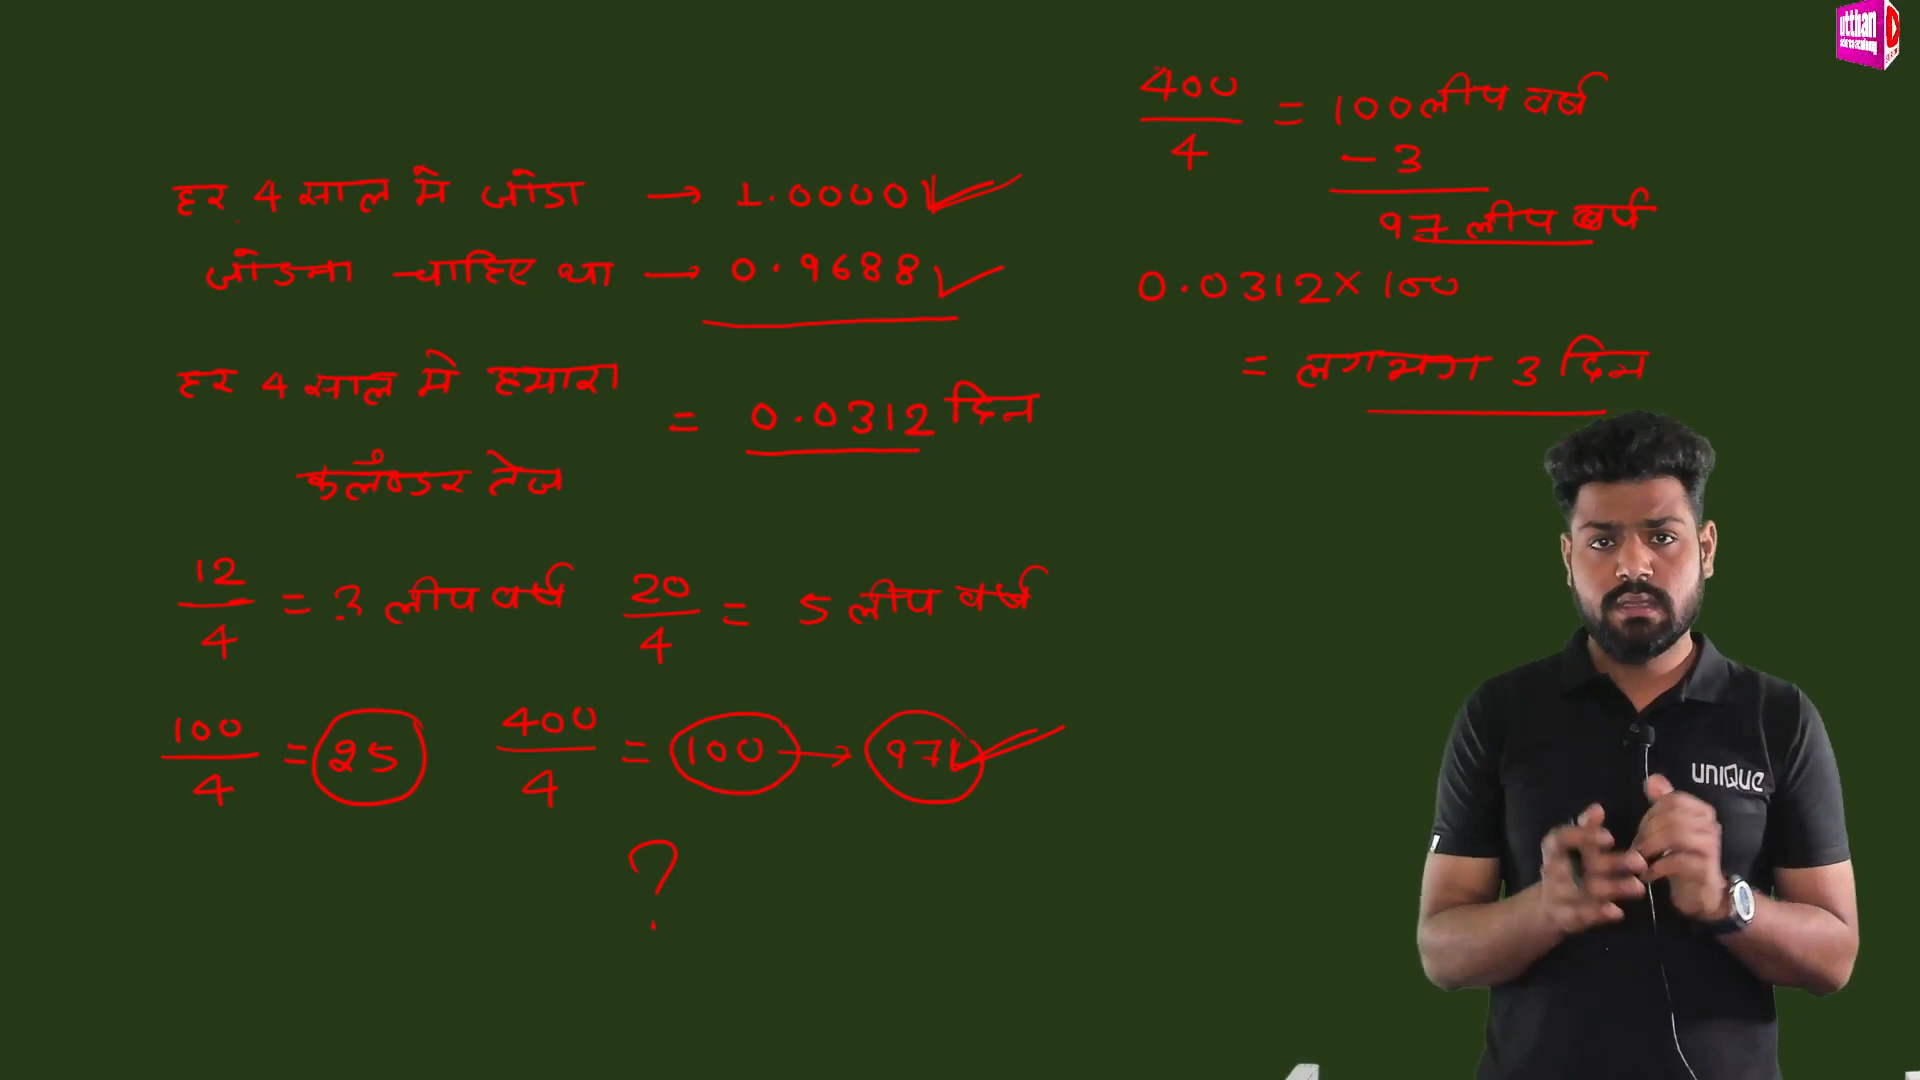 हर 4 साल मे जोडा → 1.0000
जोडना चाहिए था → 0.9688
हर 4 साल मे हमारा
कलैण्डर तेज
= 0.0312 दिन
12/4 = 3 लीप वर्ष
20/4 = 5 लीप वर्ष
100/4 = 25
400/4 = 100 → 97
?
400/4 = 100 लीप वर्ष
- 3
97 लीप वर्ष
0.0312 × 100
= लगभग 3 दिन
utthan
UNIQUE